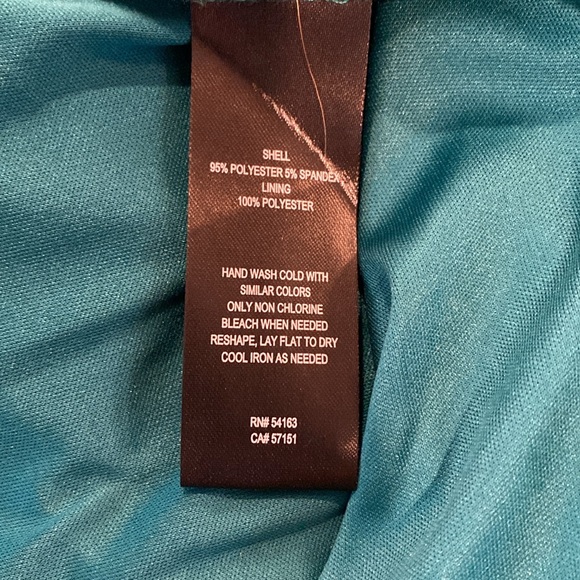 SHELL
95% POLYESTER 5% SPANDEX
LINING
100% POLYESTER
HAND WASH COLD WITH
SIMILAR COLORS
ONLY NON CHLORINE
BLEACH WHEN NEEDED
RESHAPE, LAY FLAT TO DRY
COOL IRON AS NEEDED
RN# 54163
CA# 57151